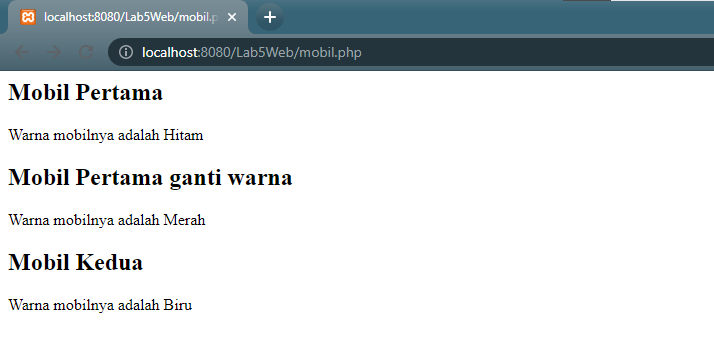 localhost:8080/Lab5Web/mobil.p
localhost:8080/Lab5Web/mobil.php
Mobil Pertama
Warna mobilnya adalah Hitam
Mobil Pertama ganti warna
Warna mobilnya adalah Merah
Mobil Kedua
Warna mobilnya adalah Biru